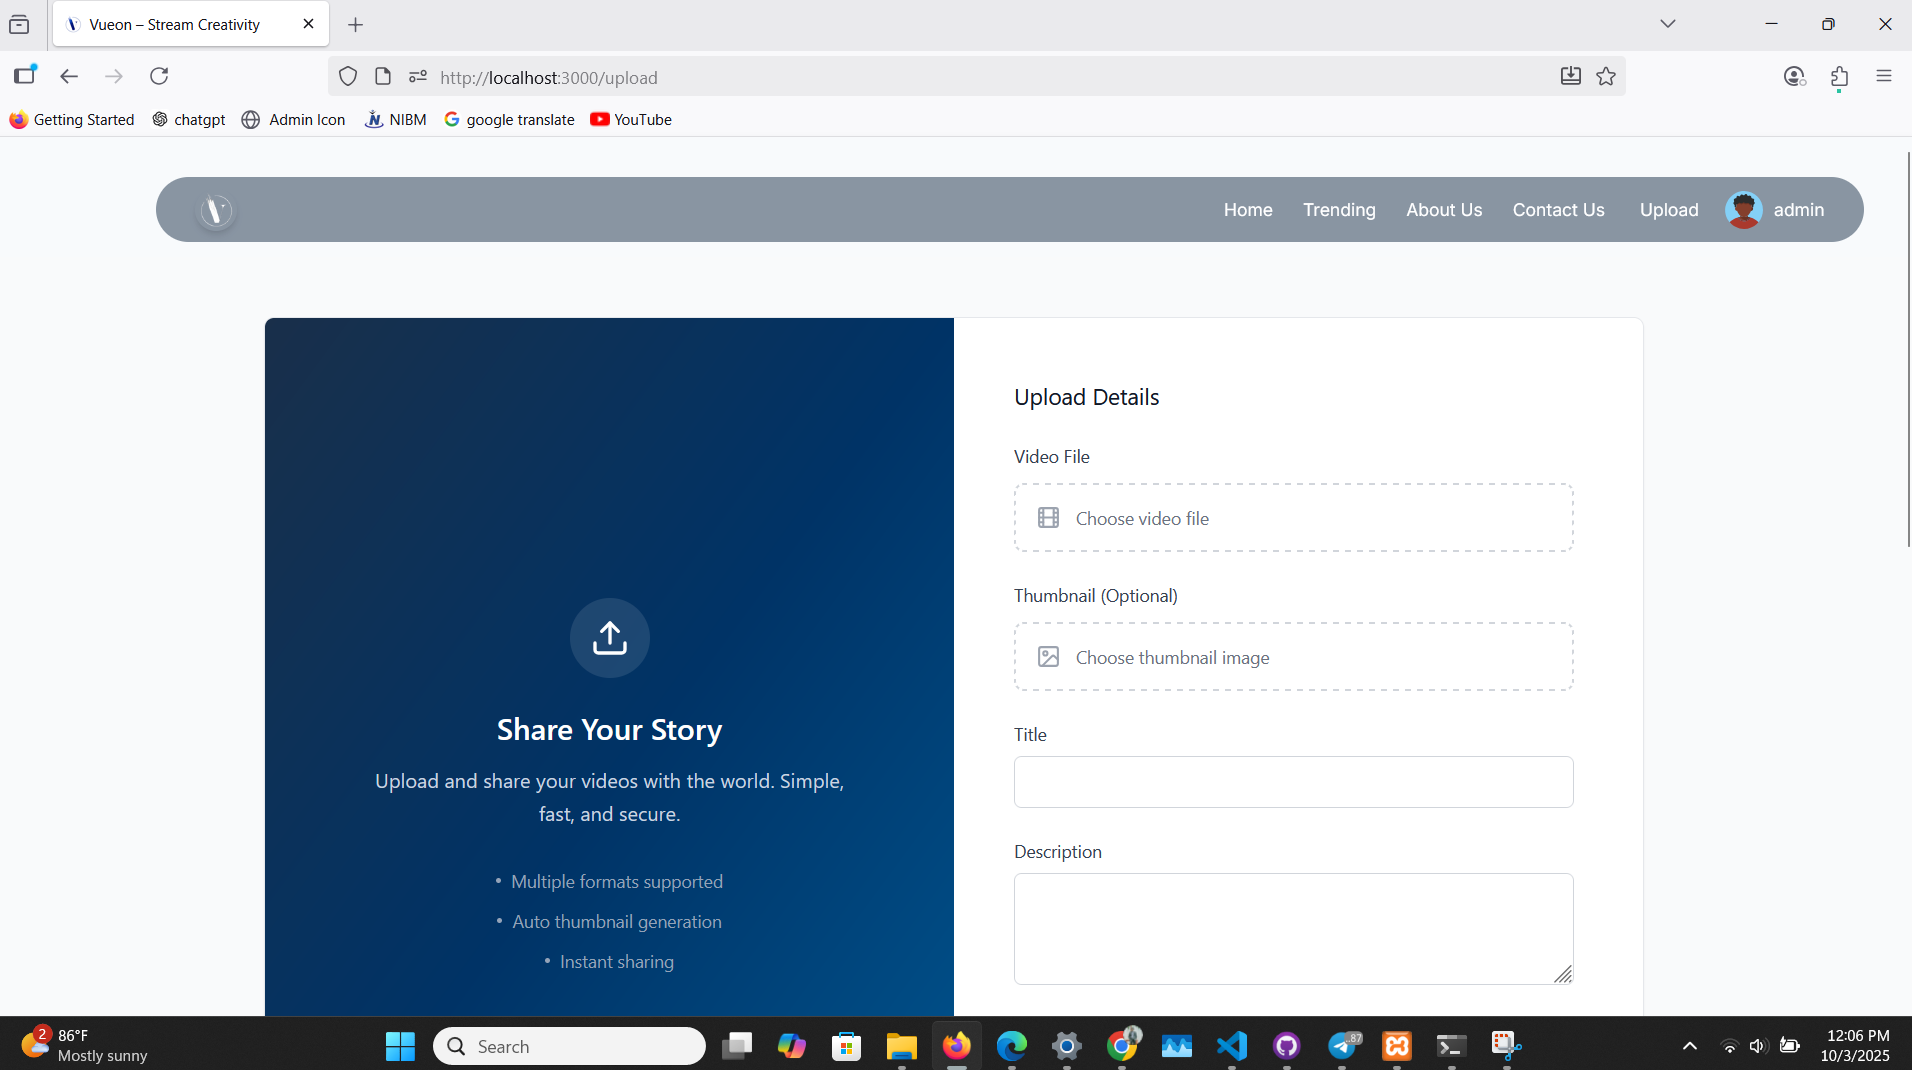 Vueon – Stream Creativity
http://localhost:3000/upload
Getting Started chatgpt Admin Icon NIBM google translate YouTube
Home Trending About Us Contact Us Upload admin
Upload Details
Video File
Choose video file
Thumbnail (Optional)
Choose thumbnail image
Title
Description
Share Your Story
Upload and share your videos with the world. Simple,
fast, and secure.
• Multiple formats supported
• Auto thumbnail generation
• Instant sharing
2
86°F
Mostly sunny
Search
87
12:06 PM
10/3/2025